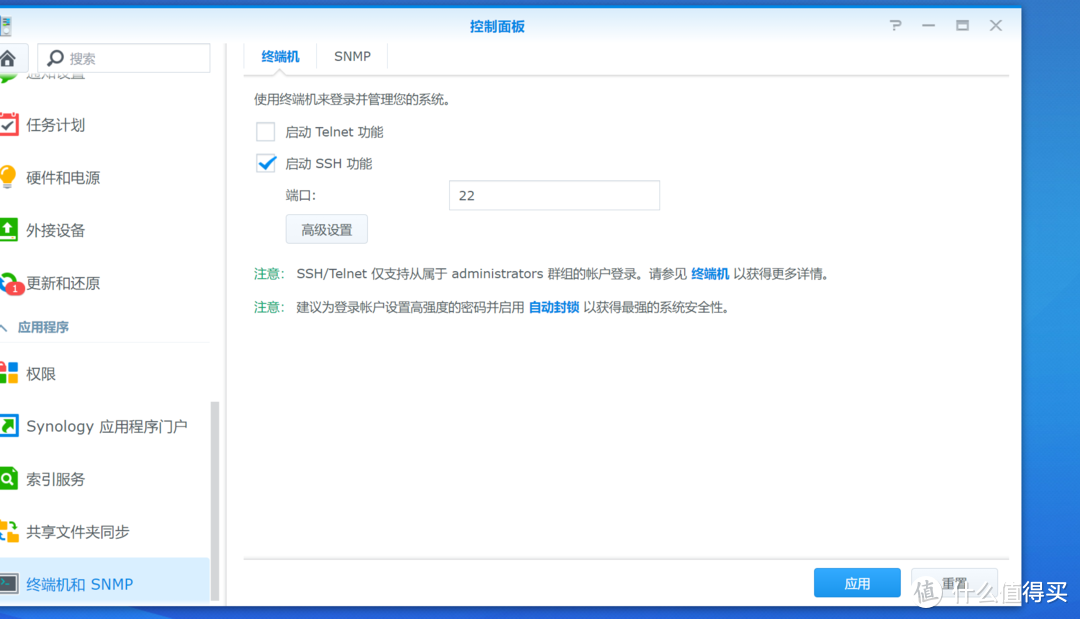 控制面板
搜索
通知设置
任务计划
硬件和电源
外接设备
更新和还原
1
应用程序
权限
Synology 应用程序门户
索引服务
共享文件夹同步
终端机和 SNMP
终端机
SNMP
使用终端机来登录并管理您的系统。
启动 Telnet 功能
启动 SSH 功能
端口:
22
高级设置
注意: SSH/Telnet 仅支持从属于 administrators 群组的帐户登录。请参见 终端机 以获得更多详情。
注意: 建议为登录帐户设置高强度的密码并启用 自动封锁 以获得最强的系统安全性。
应用
重置
值 什么值得买